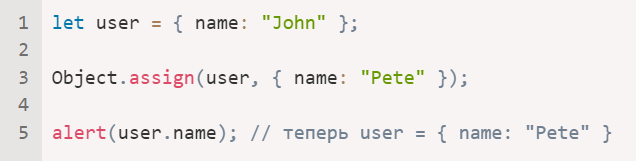 1 let user = { name: "John" };
2
3 Object.assign(user, { name: "Pete" });
4
5 alert(user.name); // теперь user = { name: "Pete" }